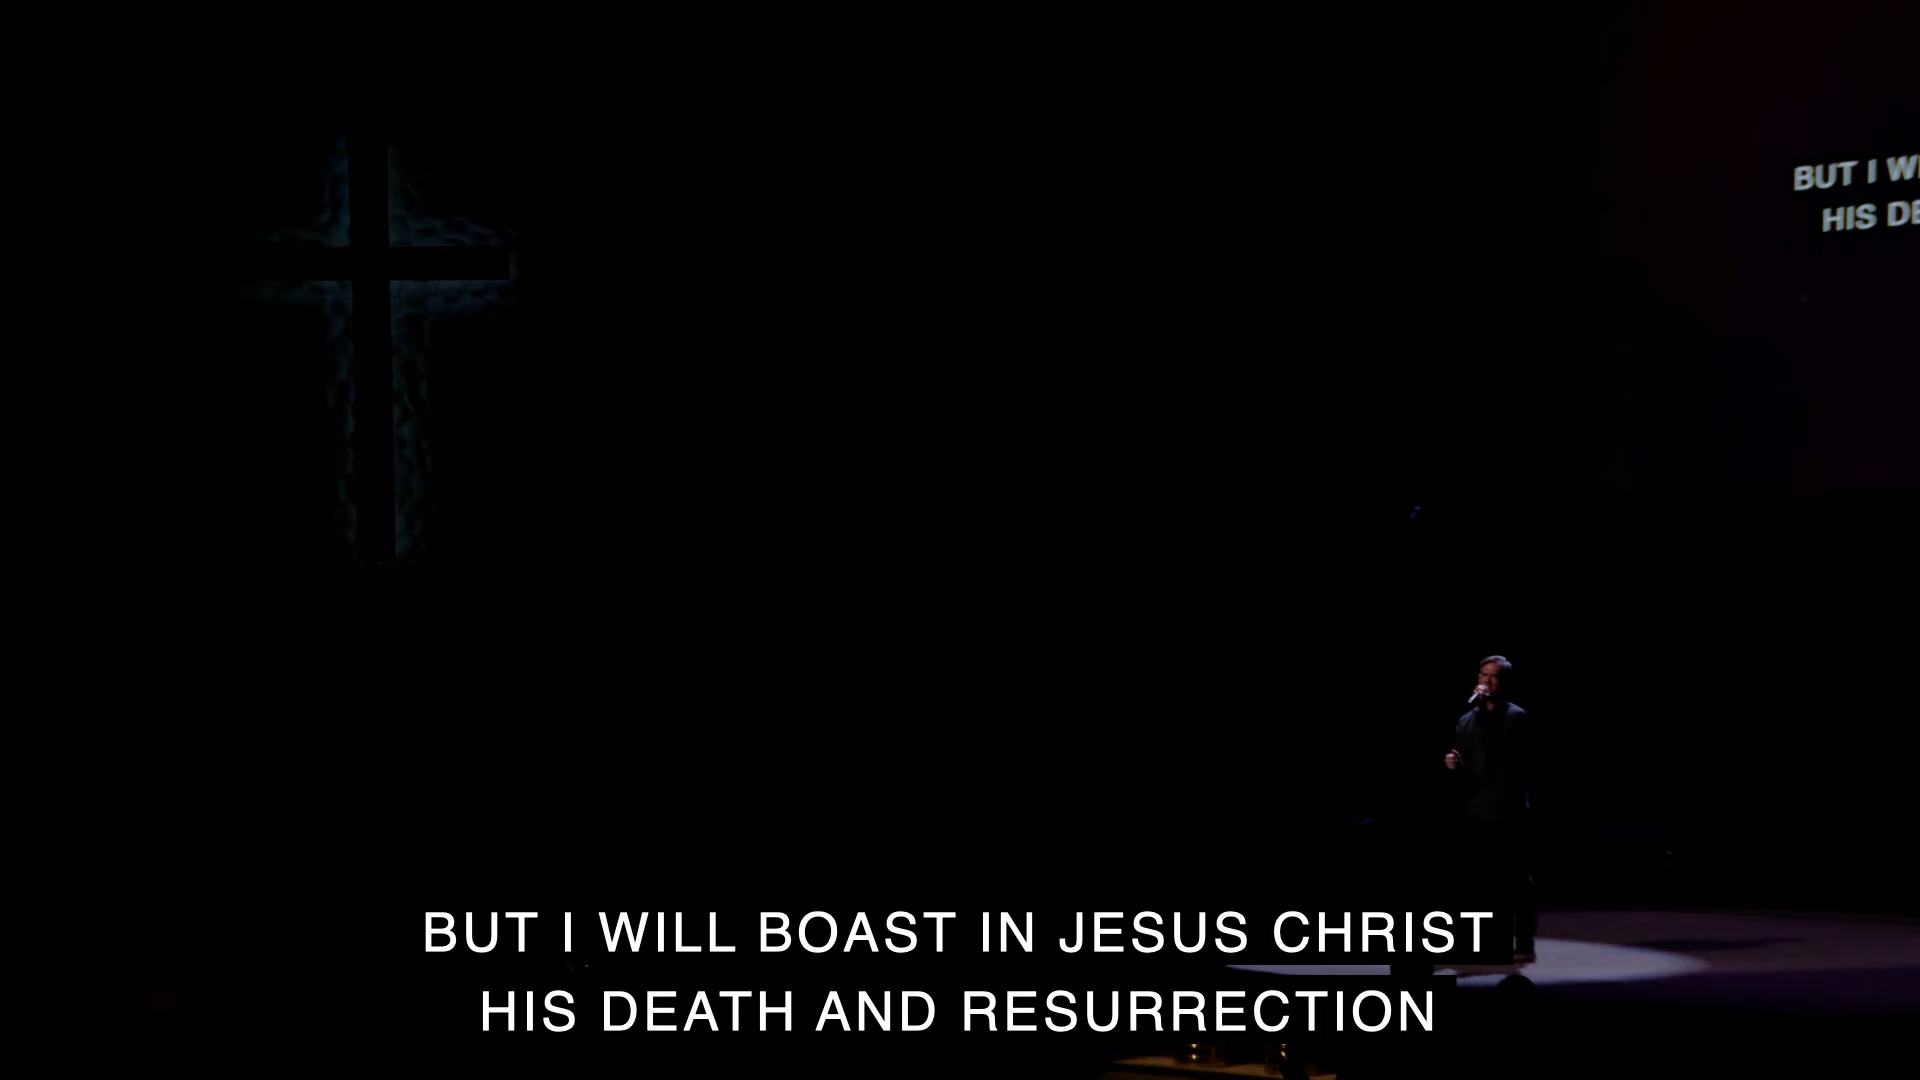 BUT I
HIS
BUT I WILL BOAST IN JESUS CHRIST
HIS DEATH AND RESURRECTION